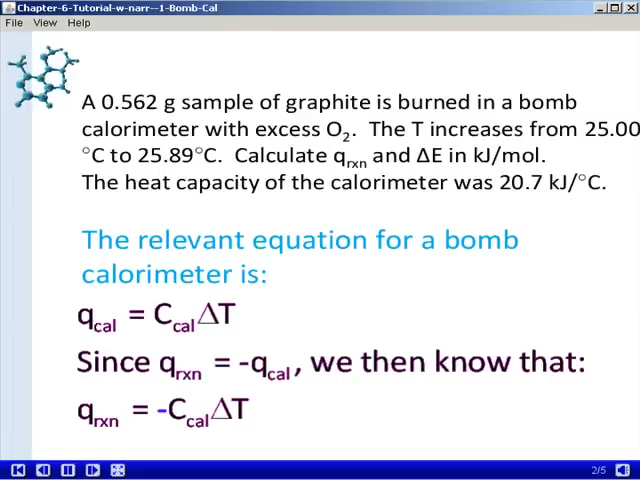 Chapter-6-Tutorial-w-narr--1-Bomb-Cal
File View Help
A 0.562 g sample of graphite is burned in a bomb
calorimeter with excess O₂. The T increases from 25.00
°C to 25.89°C. Calculate qrxn and ΔE in kJ/mol.
The heat capacity of the calorimeter was 20.7 kJ/°C.
The relevant equation for a bomb
calorimeter is:
qcal = CcalΔT
Since qrxn = -qcal, we then know that:
qrxn = -CcalΔT
2/5